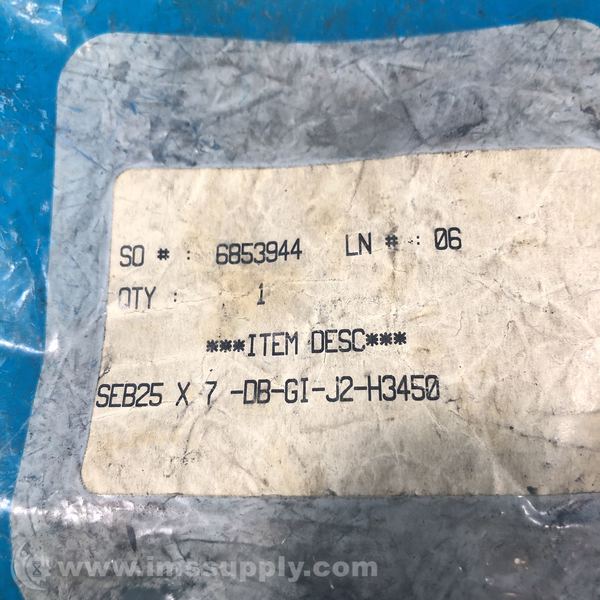 SO # : 6853944 LN # : 06
QTY : 1
***ITEM DESC***
SEB25 X 7 -DB-GI-J2-H3450
www.imssupply.com